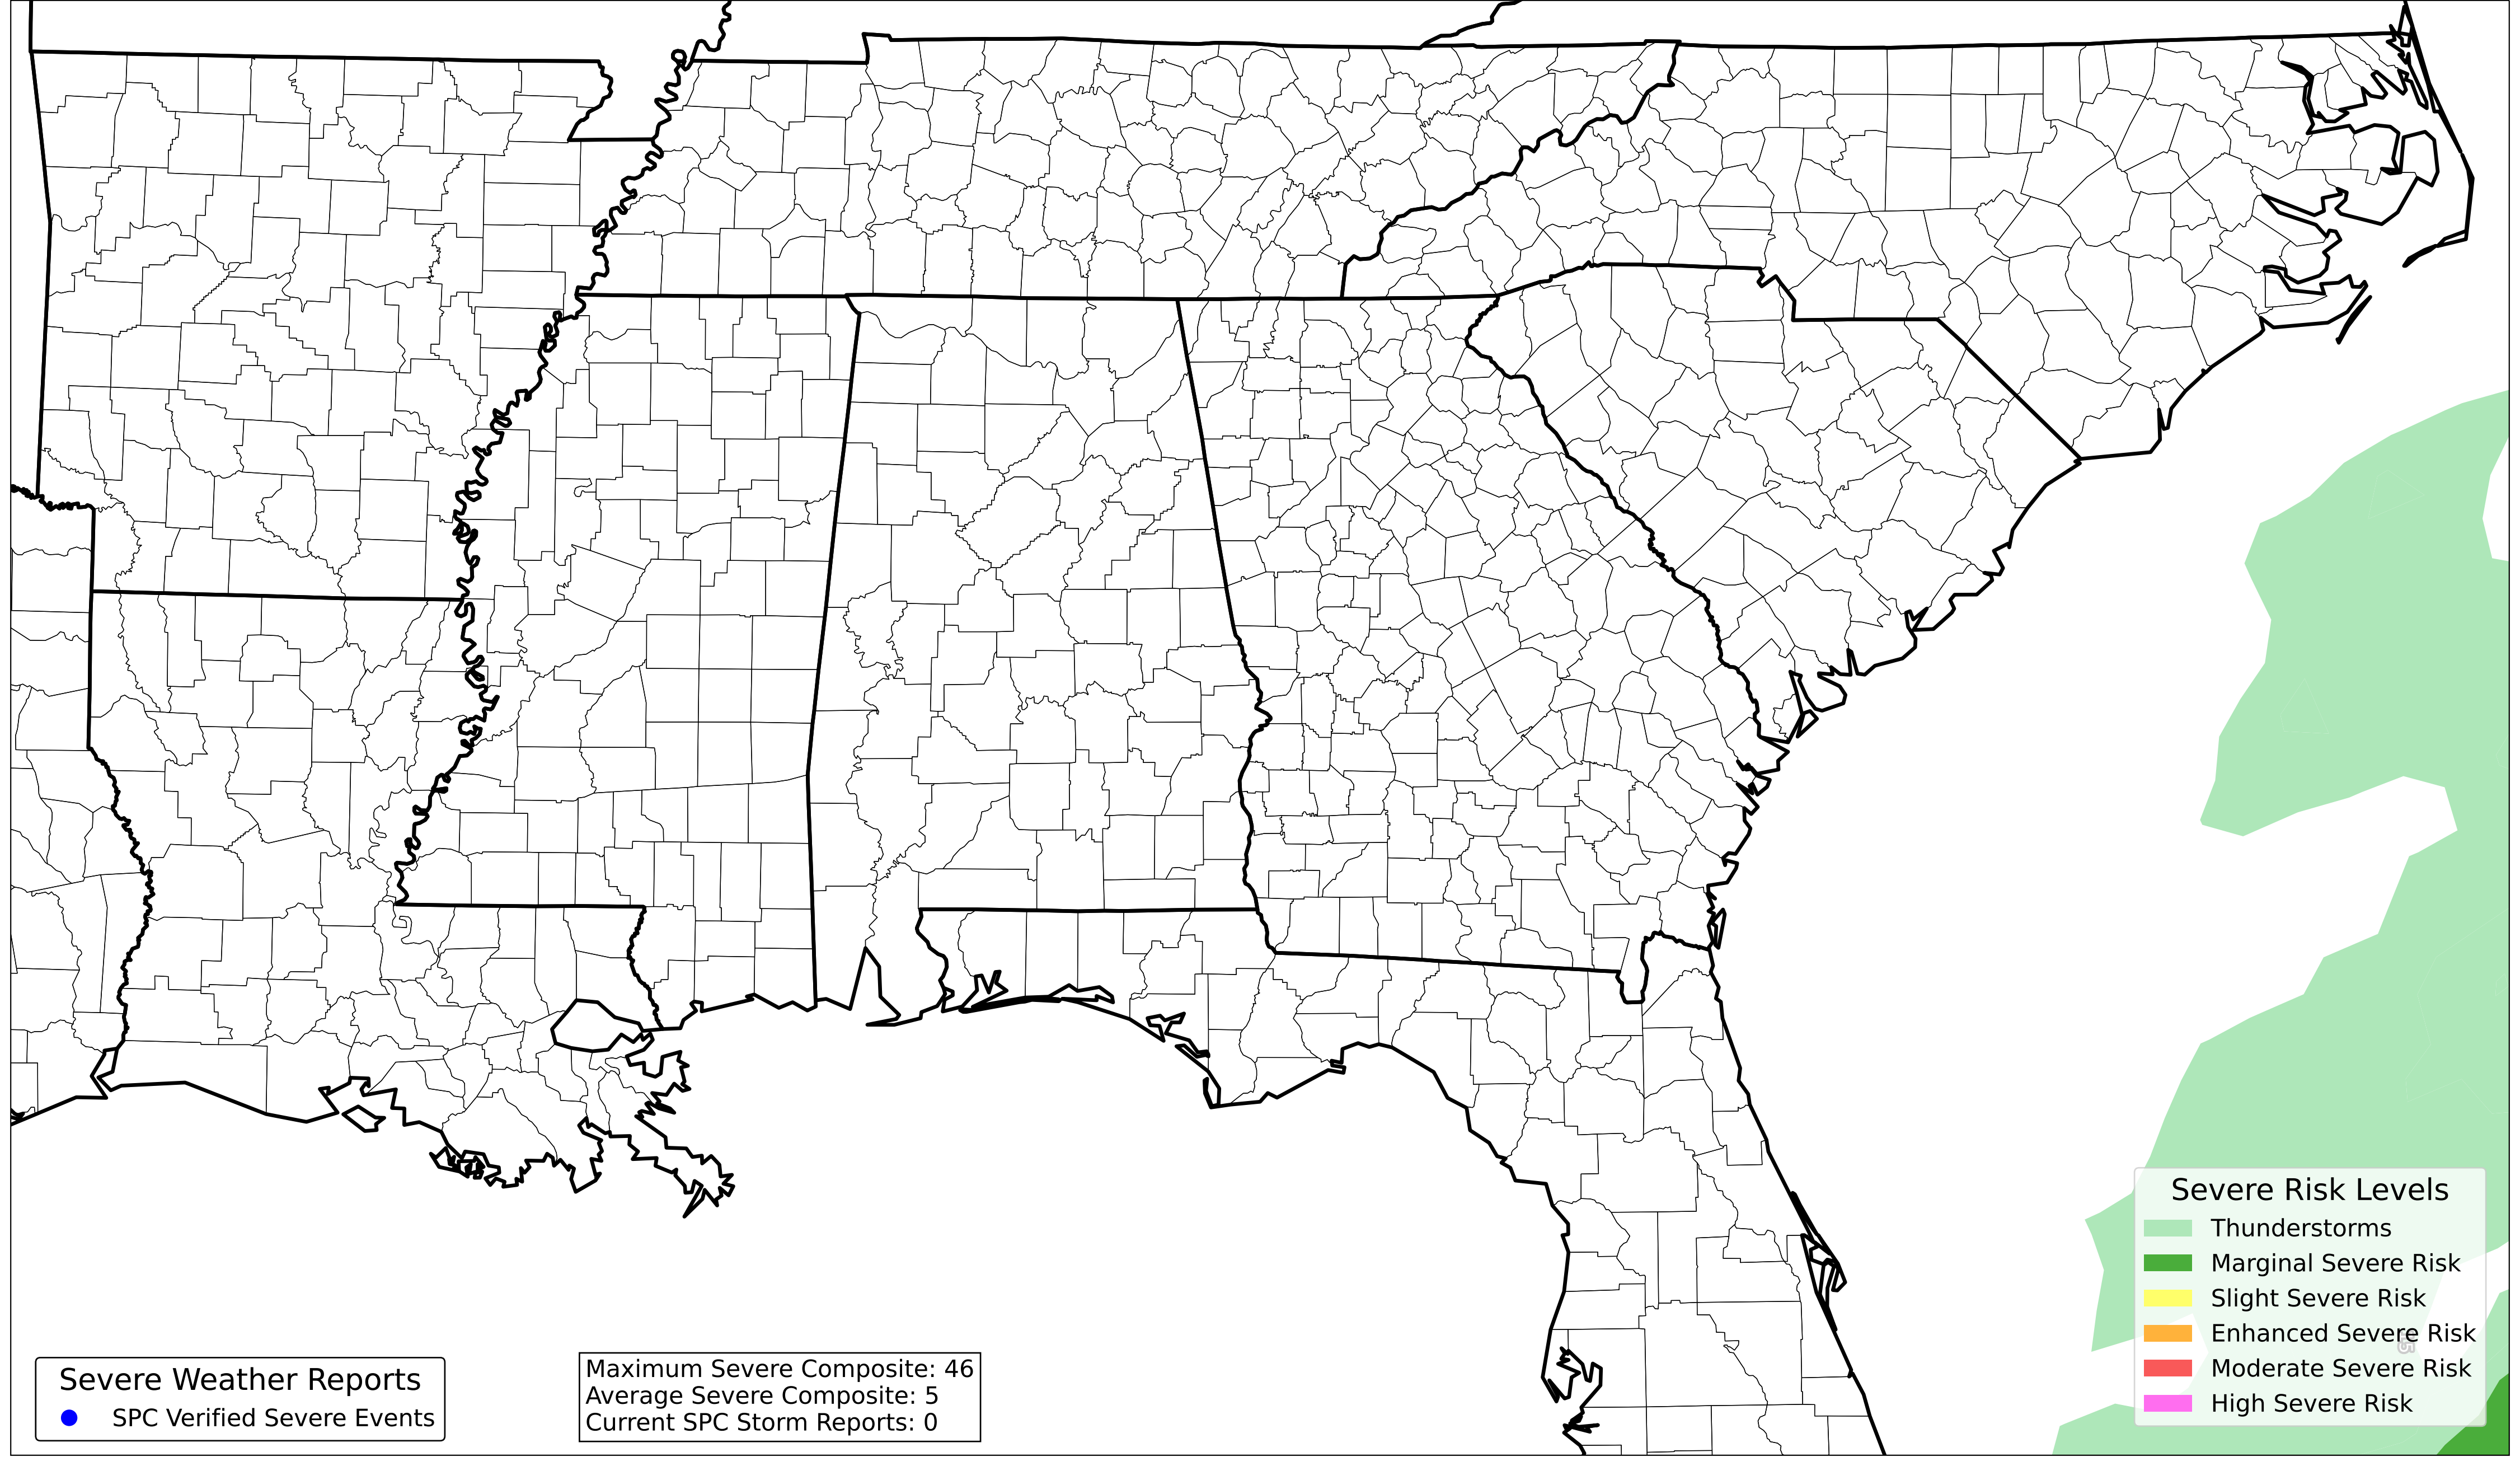 Severe Weather Reports
SPC Verified Severe Events
Maximum Severe Composite: 46
Average Severe Composite: 5
Current SPC Storm Reports: 0
Severe Risk Levels
Thunderstorms
Marginal Severe Risk
Slight Severe Risk
Enhanced Severe Risk
Moderate Severe Risk
High Severe Risk